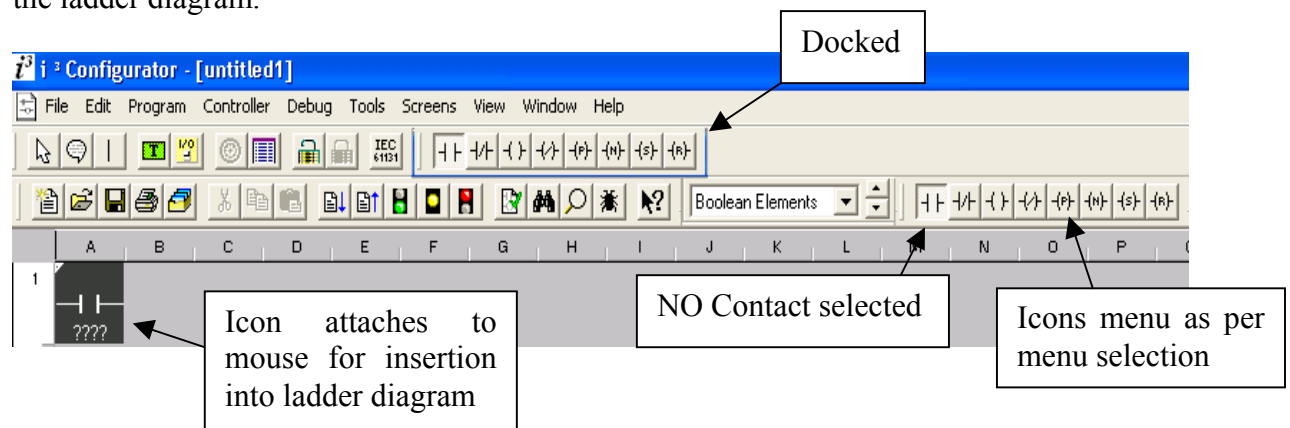 the ladder diagram.
Docked
i³ i ³ Configurator - [untitled1]
File Edit Program Controller Debug Tools Screens View Window Help
T I/O IEC 61131 (P) (N) (S) (R)
Boolean Elements (P) (N) (S) (R)
A B C D E F G H I J K L M N O P
1
????
Icon attaches to
mouse for insertion
into ladder diagram
NO Contact selected
Icons menu as per
menu selection